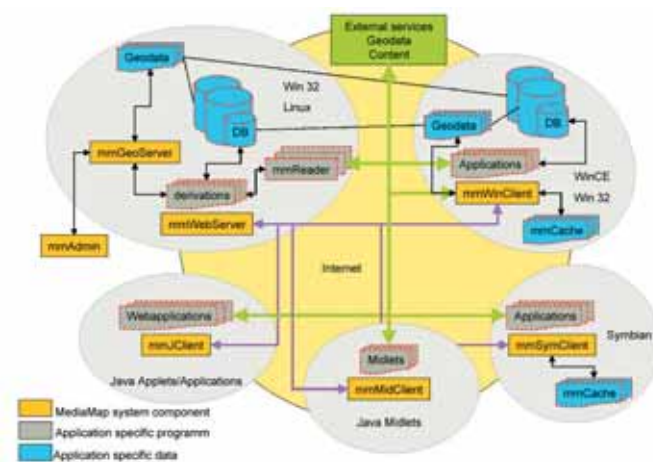 External services
Geodata
Content
Geodata
Win 32
Linux
DB
mmGeoServer
mmReader
derivations
mmWebServer
mmAdmin
DB
Geodata
Applications
WinCE
mmWinClient
Win 32
mmCache
Internet
Webapplications
mmJClient
Java Applets/Applications
Midlets
mmMidClient
Java Midlets
Applications
mmSymClient
Symbian
mmCache
MediaMap system component
Application specific programm
Application specific data